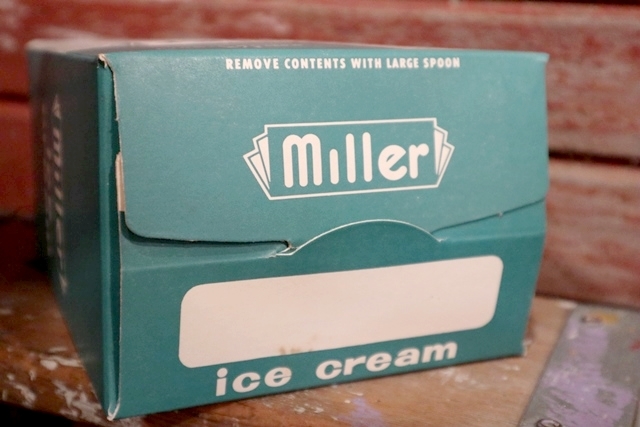 REMOVE CONTENTS WITH LARGE SPOON
Miller
ice cream